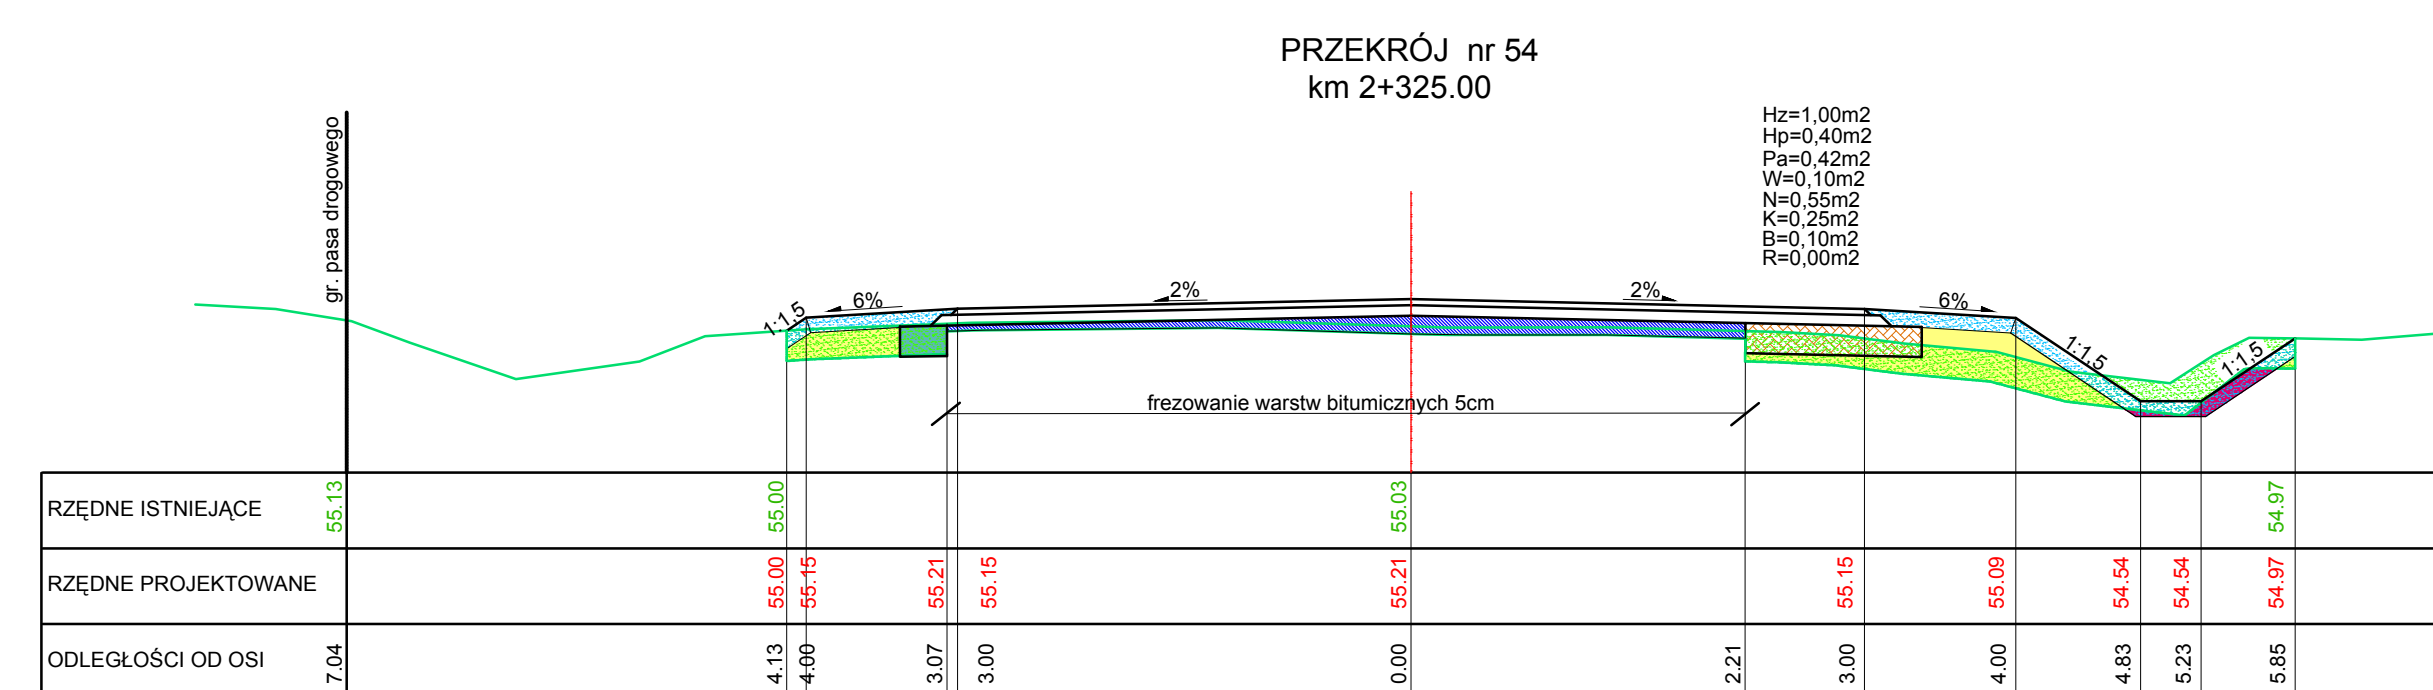 PRZEKRÓJ nr 54
km 2+325.00
gr. pasa drogowego
Hz=1,00m2
Hp=0,40m2
Pa=0,42m2
W=0,10m2
N=0,55m2
K=0,25m2
B=0,10m2
R=0,00m2
1:1,5
6%
2%
2%
6%
1:1,5
1:1,5
frezowanie warstw bitumicznych 5cm
RZĘDNE ISTNIEJĄCE 55.13 55.00 55.03 54.97
RZĘDNE PROJEKTOWANE 55.00 55.15 55.21 55.15 55.21 55.15 55.09 54.54 54.54 54.97
ODLEGŁOŚCI OD OSI 7.04 4.13 4.00 3.07 3.00 0.00 2.21 3.00 4.00 4.83 5.23 5.85